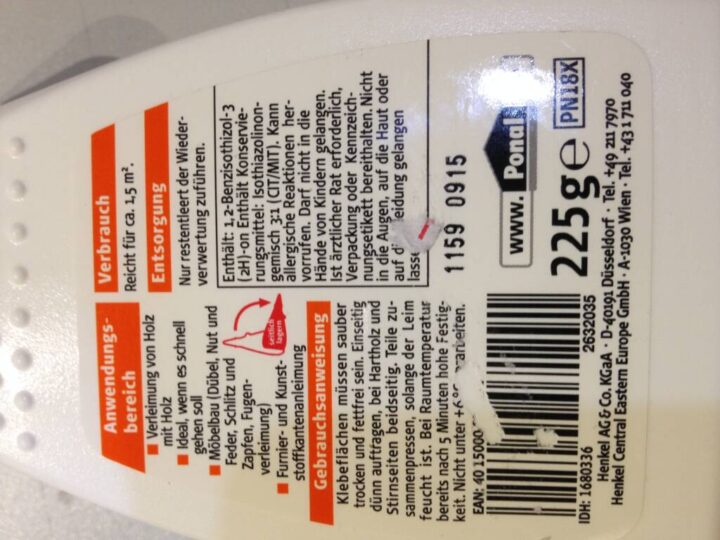 Anwendungs-
bereich
Verleimung von Holz
mit Holz
Ideal, wenn es schnell
gehen soll
Möbelbau (Dübel, Nut und
Feder, Schlitz und
Zapfen, Fugen-
verleimung)
Furnier- und Kunst-
stoffkantenanleimung
seitlich
lagern
Gebrauchsanweisung
Klebeflächen müssen sauber
trocken und fettfrei sein. Einseitig
dünn auftragen, bei Hartholz und
Stirnseiten beidseitig. Teile zu-
sammenpressen, solange der Leim
feucht ist. Bei Raumtemperatur
bereits nach 5 Minuten hohe Festig-
keit. Nicht unter
EAN: 40 15000
IDH: 1680336 2632035
Verbrauch
Reicht für ca. 1,5 m².
Entsorgung
Nur restentleert der Wieder-
verwertung zuführen.
Enthält: 1,2-Benzisothizol-3
(2H)-on Enthält Konservie-
rungsmittel: Isothiazolinon-
gemisch 3:1 (CIT/MIT). Kann
allergische Reaktionen her-
vorrufen. Darf nicht in die
Hände von Kindern gelangen.
Ist ärztlicher Rat erforderlich,
Verpackung oder Kennzeich-
nungsetikett bereithalten. Nicht
in die Augen, auf die Haut oder
auf eidung gelangen
lasse
1159 0915
www. Ponal
225g e PN18X
Henkel AG & Co. KGaA · D-40191 Düsseldorf · Tel. +49 211 7970
Henkel Central Eastern Europe GmbH · A-1030 Wien · Tel. +43 1 711 040